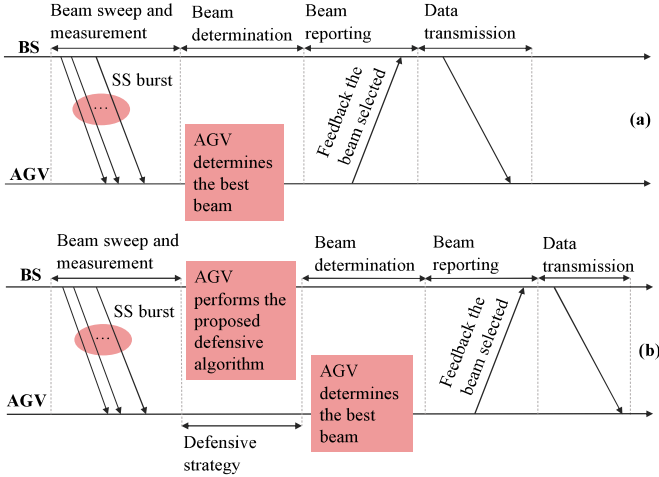 Beam sweep and
measurement
Beam
determination
Beam
reporting
Data
transmission
BS
SS burst
...
Feedback the
beam selected
(a)
AGV
determines
the best
beam
AGV
Beam sweep and
measurement
Beam
determination
Beam
reporting
Data
transmission
BS
SS burst
...
AGV
performs the
proposed
defensive
algorithm
Feedback the
beam selected
(b)
AGV
determines
the best
beam
AGV
Defensive
strategy